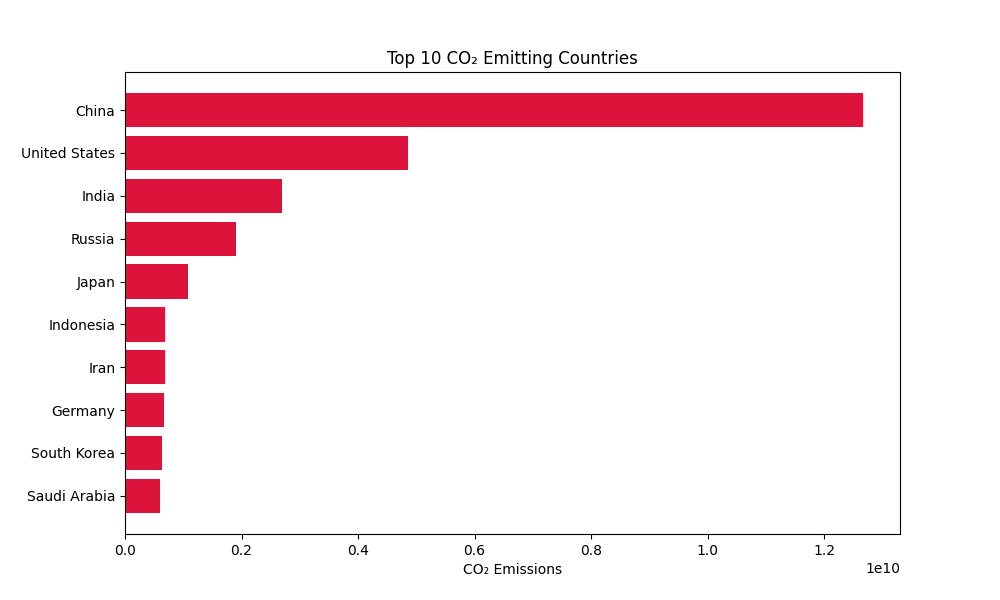 Top 10 CO₂ Emitting Countries
China
United States
India
Russia
Japan
Indonesia
Iran
Germany
South Korea
Saudi Arabia
0.0 0.2 0.4 0.6 0.8 1.0 1.2
1e10
CO₂ Emissions